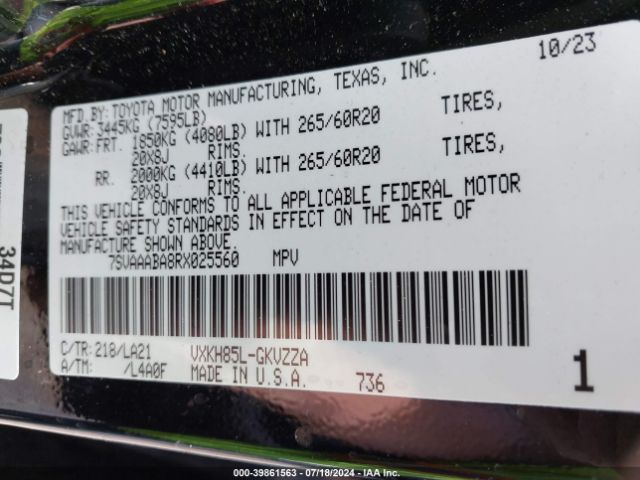 10/23
MFD.BY: TOYOTA MOTOR MANUFACTURING, TEXAS, INC.
GVWR: 3445KG (7595LB)
GAWR: FRT. 1850KG (4080LB) WITH 265/60R20 TIRES,
20X8J RIMS.
RR. 2000KG (4410LB) WITH 265/60R20 TIRES,
20X8J RIMS.
THIS VEHICLE CONFORMS TO ALL APPLICABLE FEDERAL MOTOR
VEHICLE SAFETY STANDARDS IN EFFECT ON THE DATE OF
MANUFACTURE SHOWN ABOVE.
7SVAAABA8RX025560 MPV
C/TR: 218/LA21 VXKH85L-GKVZZA
A/TM: /L4A0F MADE IN U.S.A. 736 1
34D7T
000-39861563 - 07/18/2024 - IAA Inc.